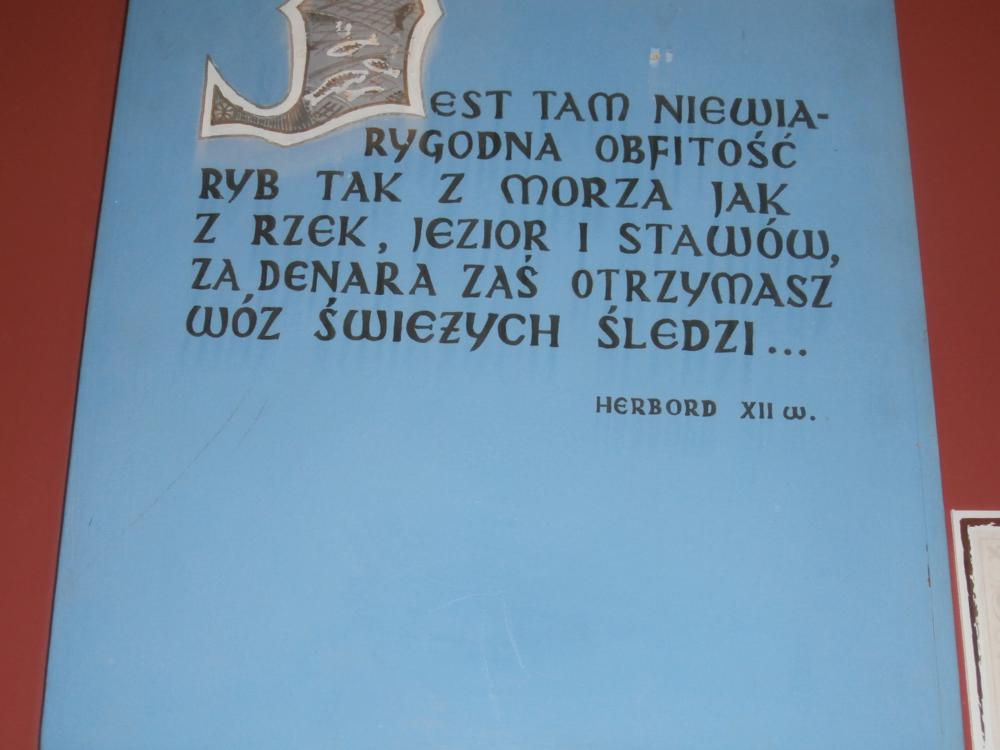 JEST TAM NIEWIA-
RYGODNA OBFITOŚĆ
RYB TAK Z MORZA JAK
Z RZEK, JEZIOR I STAWÓW,
ZA DENARA ZAŚ OTRZYMASZ
WÓZ ŚWIEŻYCH ŚLEDZI...
HERBORD XII w.